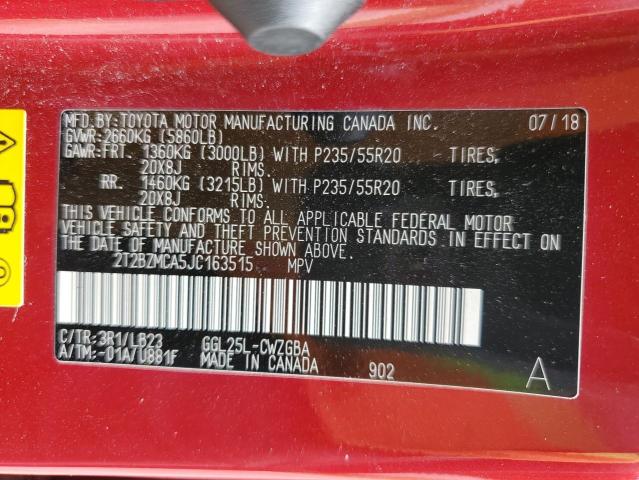 MFD.BY:TOYOTA MOTOR MANUFACTURING CANADA INC. 07/18
GVWR:2660KG (5860LB)
GAWR:FRT. 1360KG (3000LB) WITH P235/55R20 TIRES,
20X8J RIMS.
RR. 1460KG (3215LB) WITH P235/55R20 TIRES,
20X8J RIMS.
THIS VEHICLE CONFORMS TO ALL APPLICABLE FEDERAL MOTOR
VEHICLE SAFETY AND THEFT PREVENTION STANDARDS IN EFFECT ON
THE DATE OF MANUFACTURE SHOWN ABOVE.
2T2BZMCA5JC163515 MPV
C/TR:3R1/LB23 GGL25L-CWZGBA
A/TM:-01A/U881F MADE IN CANADA 902 A